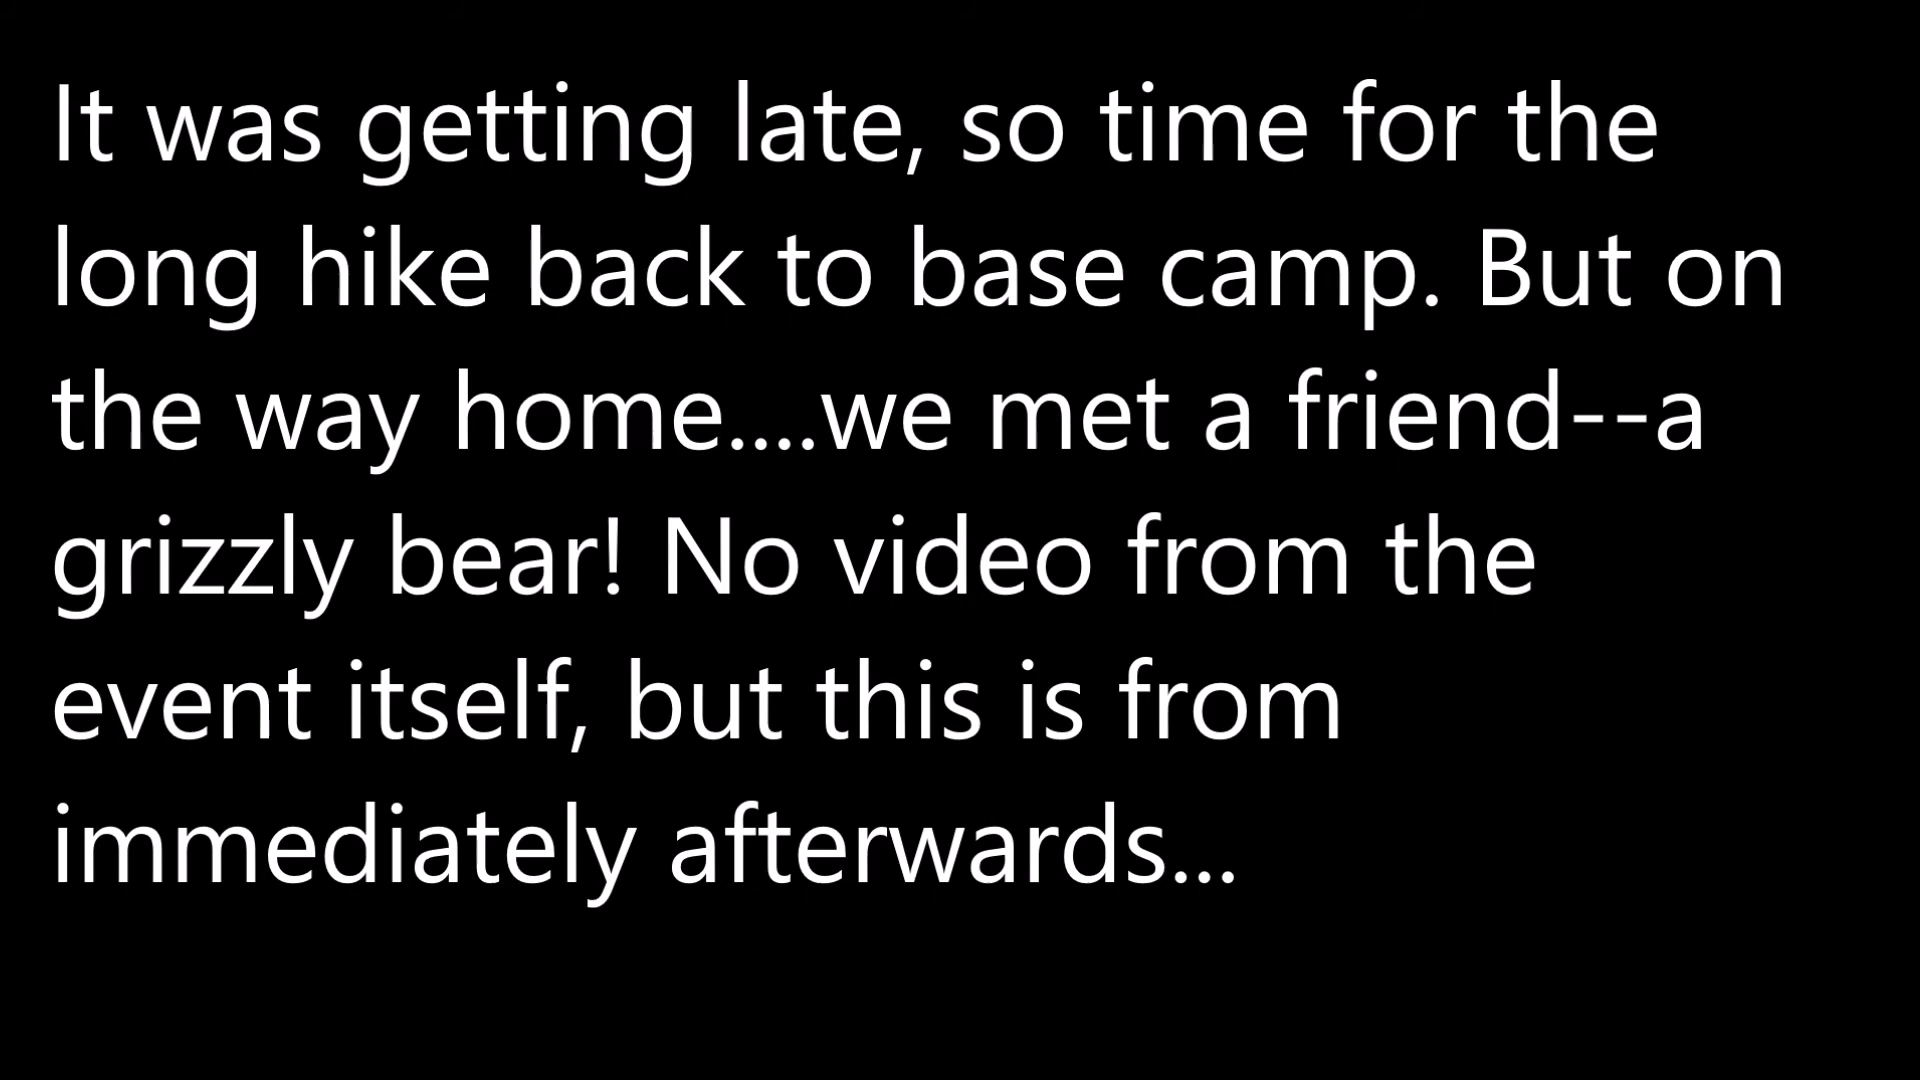 It was getting late, so time for the
long hike back to base camp. But on
the way home....we met a friend--a
grizzly bear! No video from the
event itself, but this is from
immediately afterwards...